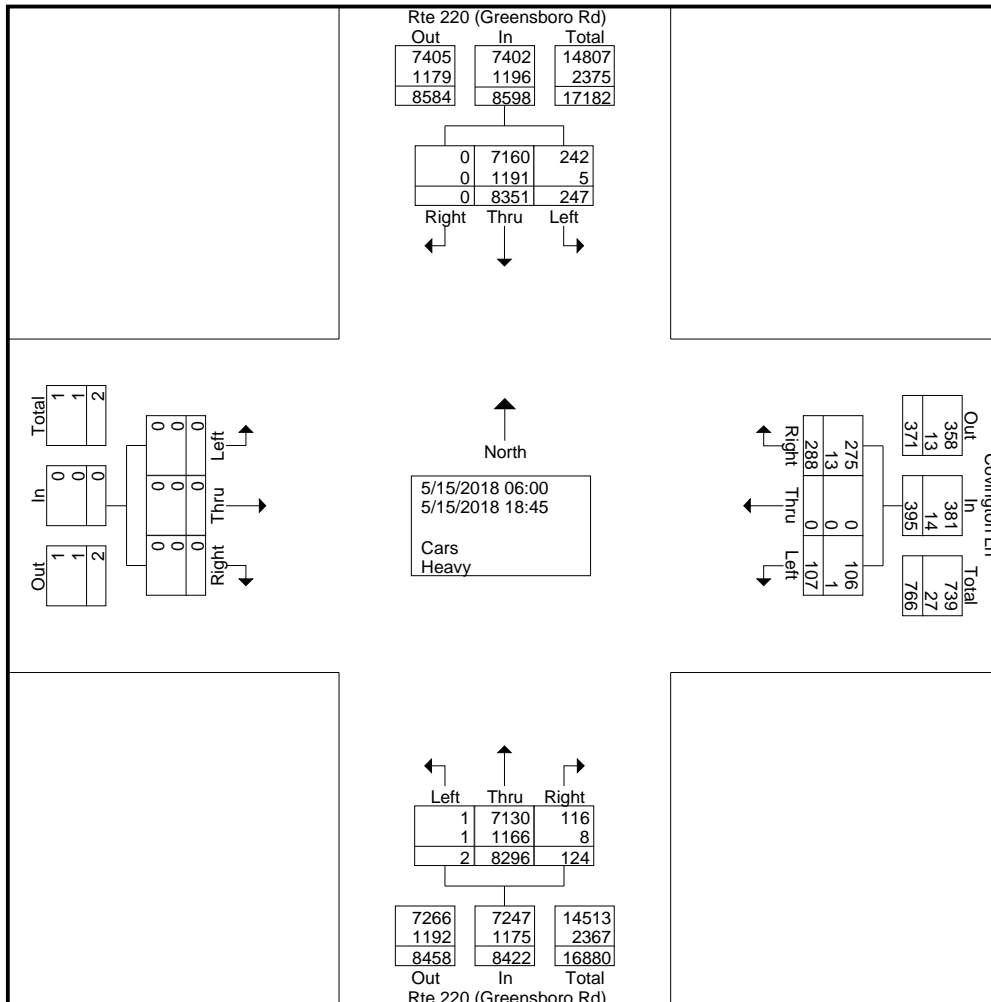 Rte 220 (Greensboro Rd)
Out In Total
7405 7402 14807
1179 1196 2375
8584 8598 17182
0 7160 242
0 1191 5
0 8351 247
Right Thru Left
Total
1
1
2
In
0
0
0
Out
1
1
2
Left
0
0
0
Thru
0
0
0
Right
0
0
0
North
5/15/2018 06:00
5/15/2018 18:45
Cars
Heavy
Right
275
13
288
Thru
0
0
0
Left
106
1
107
Covington Ln
Out
358
13
371
In
381
14
395
Total
739
27
766
Left Thru Right
1 7130 116
1 1166 8
2 8296 124
7266 7247 14513
1192 1175 2367
8458 8422 16880
Out In Total
Rte 220 (Greensboro Rd)